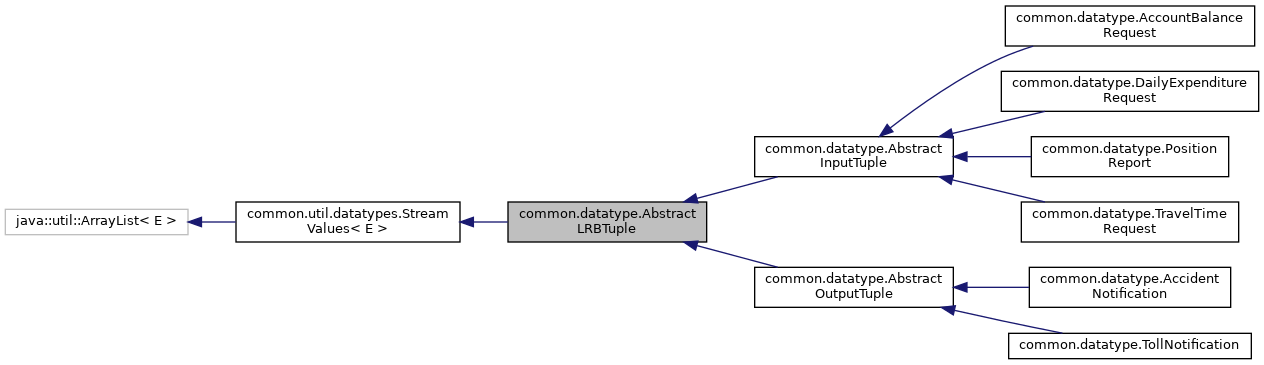 common.datatype.AccountBalance
Request
common.datatype.DailyExpenditure
Request
common.datatype.Abstract
InputTuple
common.datatype.Position
Report
java::util::ArrayList< E >
common.util.datatypes.Stream
Values< E >
common.datatype.Abstract
LRBTuple
common.datatype.TravelTime
Request
common.datatype.Abstract
OutputTuple
common.datatype.Accident
Notification
common.datatype.TollNotification